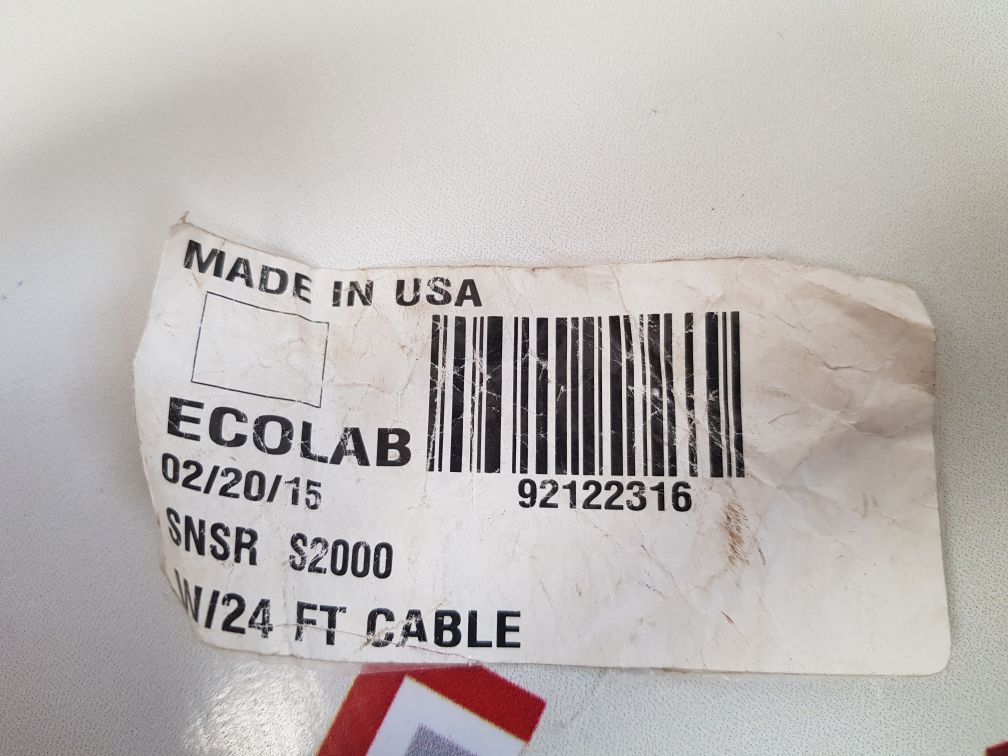 MADE IN USA
ECOLAB
02/20/15
92122316
SNSR S2000
W/24 FT CABLE